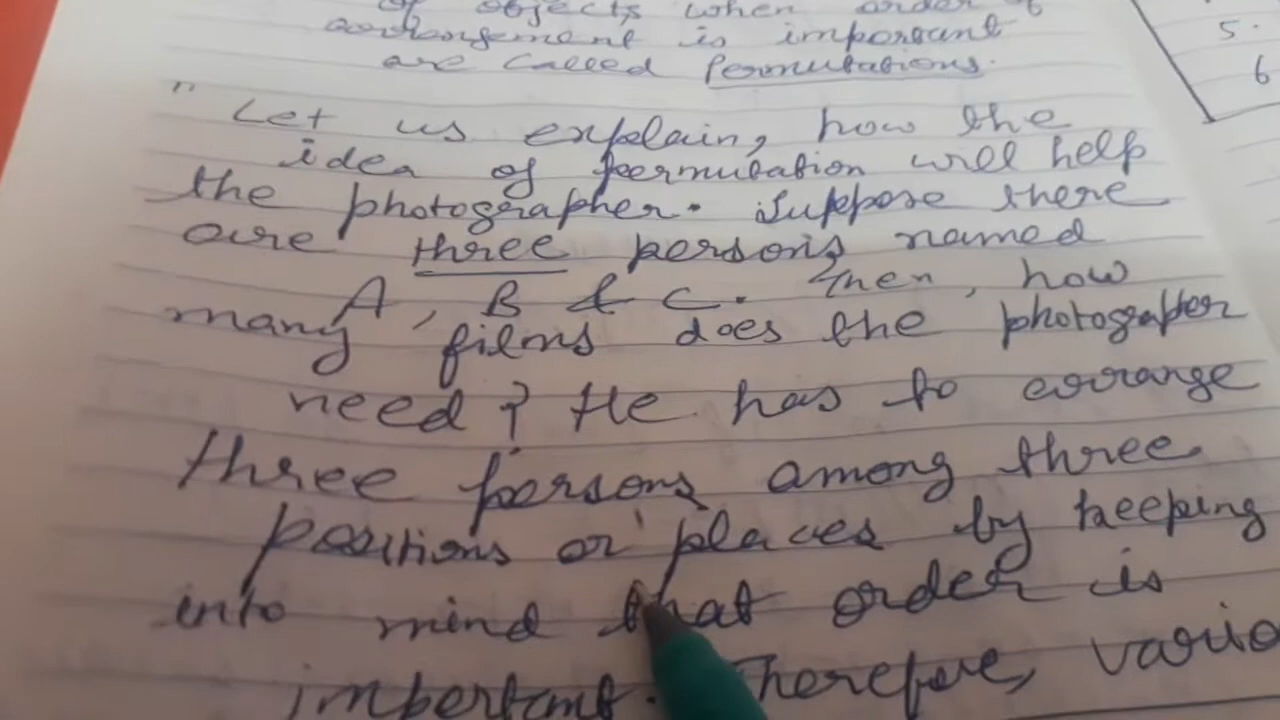 of objects when order of
arrangement is important
are called Permutations.
" Let us explain, how the
idea of permutation will help
the photographer. Suppose there
are three persons named
A, B & C. Then, how
many films does the photographer
need? He has to arrange
three persons among three
positions or places by keeping
into mind that order is
important. Therefore, vario
5.
6